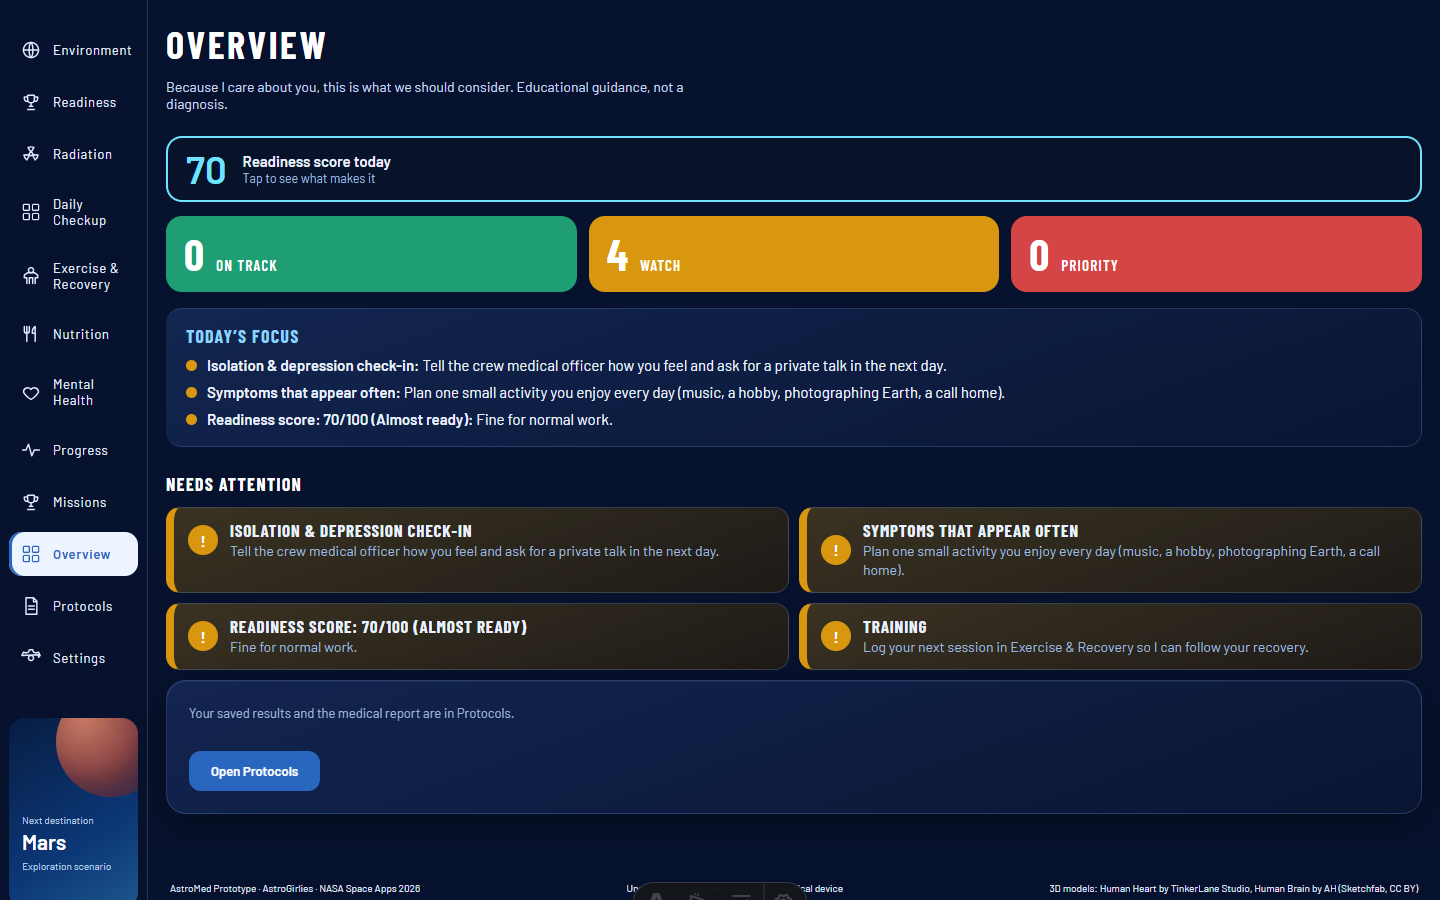 Environment
Readiness
Radiation
Daily
Checkup
Exercise &
Recovery
Nutrition
Mental
Health
Progress
Missions
Overview
Protocols
Settings
Next destination
Mars
Exploration scenario
OVERVIEW
Because I care about you, this is what we should consider. Educational guidance, not a
diagnosis.
70
Readiness score today
Tap to see what makes it
0 ON TRACK
4 WATCH
0 PRIORITY
TODAY'S FOCUS
Isolation & depression check-in: Tell the crew medical officer how you feel and ask for a private talk in the next day.
Symptoms that appear often: Plan one small activity you enjoy every day (music, a hobby, photographing Earth, a call home).
Readiness score: 70/100 (Almost ready): Fine for normal work.
NEEDS ATTENTION
! ISOLATION & DEPRESSION CHECK-IN
Tell the crew medical officer how you feel and ask for a private talk in the next day.
! SYMPTOMS THAT APPEAR OFTEN
Plan one small activity you enjoy every day (music, a hobby, photographing Earth, a call
home).
! READINESS SCORE: 70/100 (ALMOST READY)
Fine for normal work.
! TRAINING
Log your next session in Exercise & Recovery so I can follow your recovery.
Your saved results and the medical report are in Protocols.
Open Protocols
AstroMed Prototype · AstroGirlies · NASA Space Apps 2026
device
3D models: Human Heart by TinkerLane Studio, Human Brain by AH (Sketchfab, CC BY)